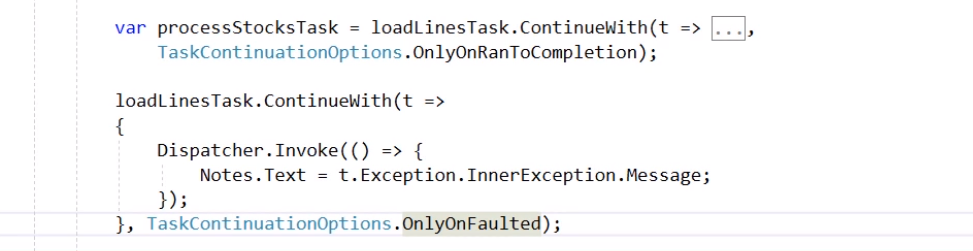 var processStocksTask = loadLinesTask.ContinueWith(t => ...,
TaskContinuationOptions.OnlyOnRanToCompletion);
loadLinesTask.ContinueWith(t =>
{
Dispatcher.Invoke(() => {
Notes.Text = t.Exception.InnerException.Message;
});
}, TaskContinuationOptions.OnlyOnFaulted);